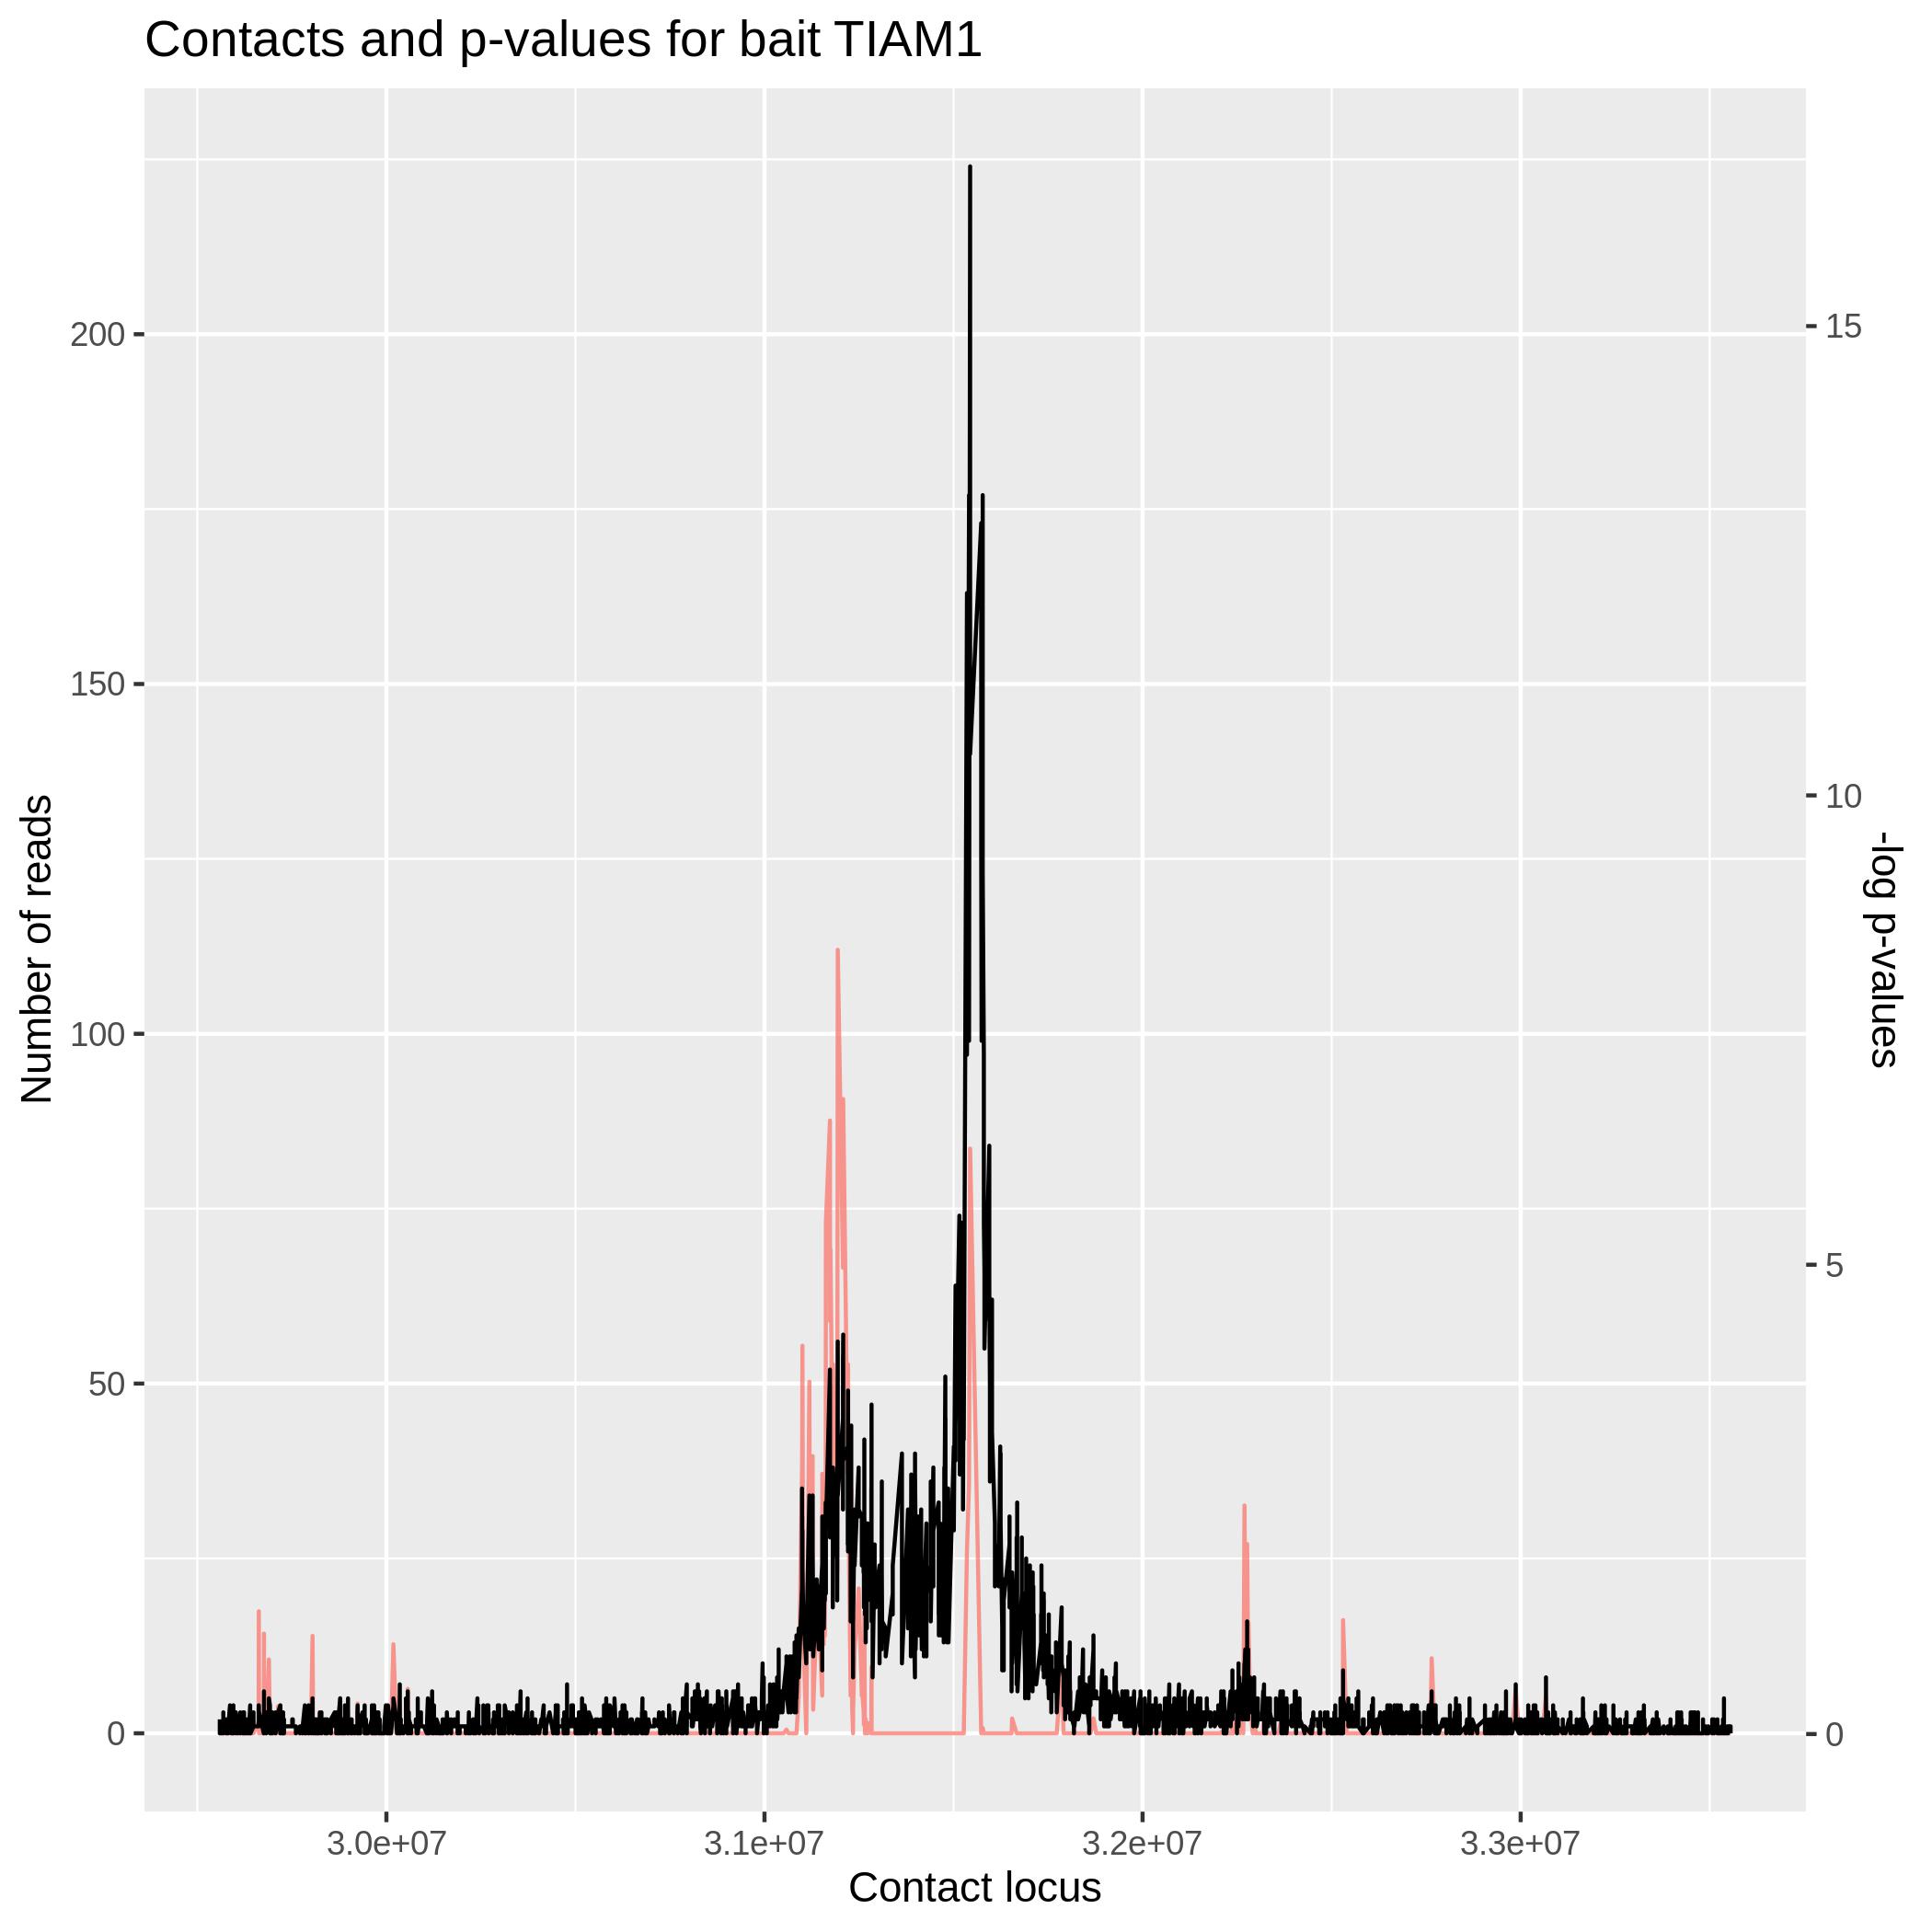 Contacts and p-values for bait TIAM1
Number of reads
200
150
100
50
0
15
10
5
0
-log p-values
3.0e+07
3.1e+07
3.2e+07
3.3e+07
Contact locus